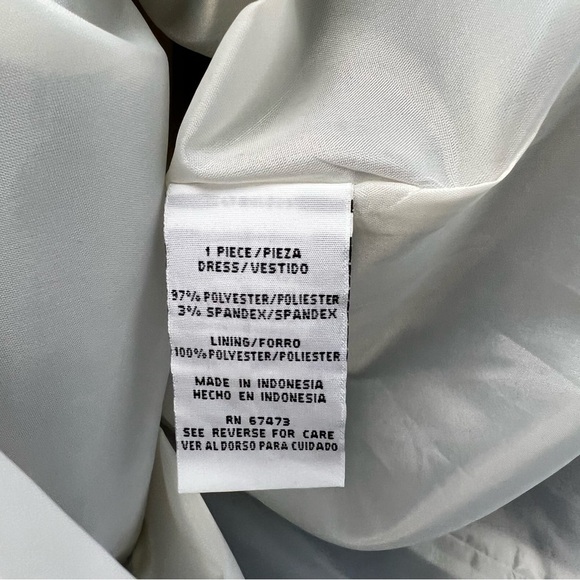 1 PIECE/PIEZA
DRESS/VESTIDO
97% POLYESTER/POLIESTER
3% SPANDEX/SPANDEX
LINING/FORRO
100% POLYESTER/POLIESTER
MADE IN INDONESIA
HECHO EN INDONESIA
RN 67473
SEE REVERSE FOR CARE
VER AL DORSO PARA CUIDADO